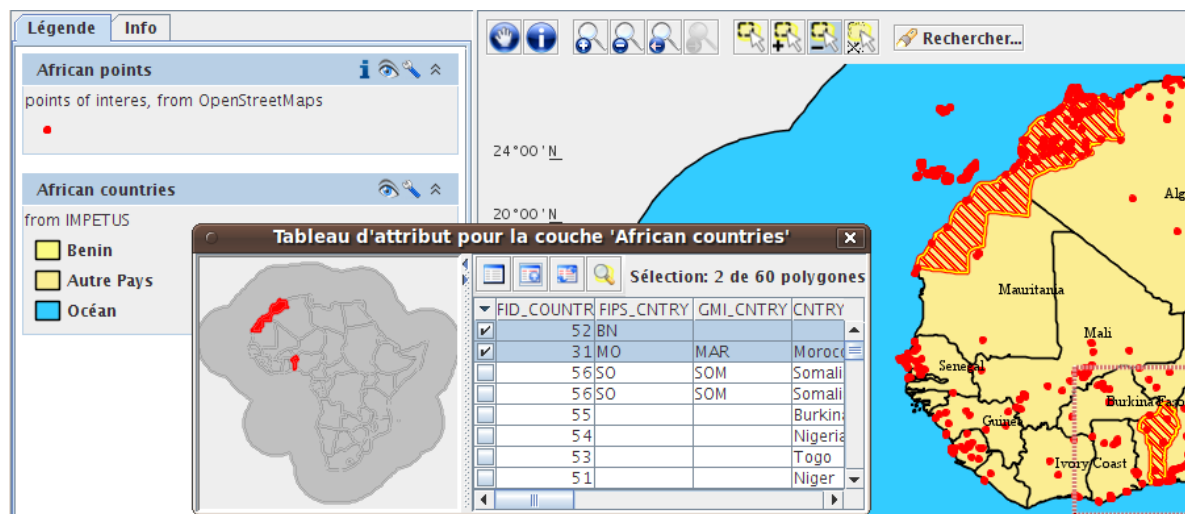 Légende Info
African points
points of interes, from OpenStreetMaps
African countries
from IMPETUS
Benin
Autre Pays
Océan
Rechercher...
24°00'N
20°00'N
Mauritania
Mali
Senegal
Guinea
Burkina Faso
Ivory Coast
Alg
Tableau d'attribut pour la couche 'African countries'
Sélection: 2 de 60 polygones
FID_COUNTR FIPS_CNTRY GMI_CNTRY CNTRY
52 BN
31 MO MAR Morocc
56 SO SOM Somali
56 SO SOM Somali
55 Burkina
54 Nigeria
53 Togo
51 Niger